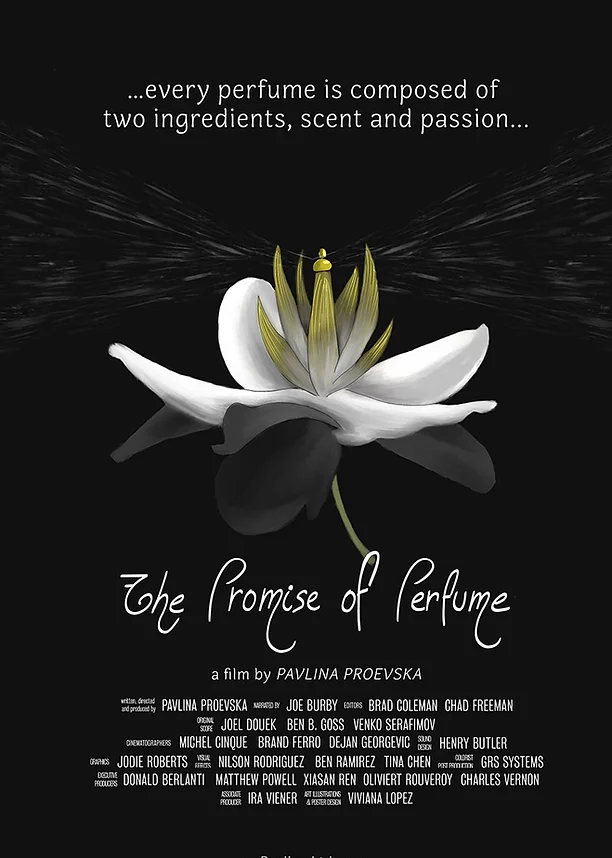 ...every perfume is composed of
two ingredients, scent and passion...
The Promise of Perfume
a film by PAVLINA PROEVSKA
written, directed and produced by PAVLINA PROEVSKA NARRATED BY JOE BURBY EDITORS BRAD COLEMAN CHAD FREEMAN
ORIGINAL SCORE JOEL DOUEK BEN B. GOSS VENKO SERAFIMOV
CINEMATOGRAPHERS MICHEL CINQUE BRAND FERRO DEJAN GEORGEVIC SOUND DESIGN HENRY BUTLER
GRAPHICS JODIE ROBERTS VISUAL EFFECTS NILSON RODRIGUEZ BEN RAMIREZ TINA CHEN COLORIST POST PRODUCTION GRS SYSTEMS
EXECUTIVE PRODUCERS DONALD BERLANTI MATTHEW POWELL XIASAN REN OLIVIERT ROUVEROY CHARLES VERNON
ASSOCIATE PRODUCER IRA VIENER ART ILLUSTRATIONS & POSTER DESIGN VIVIANA LOPEZ